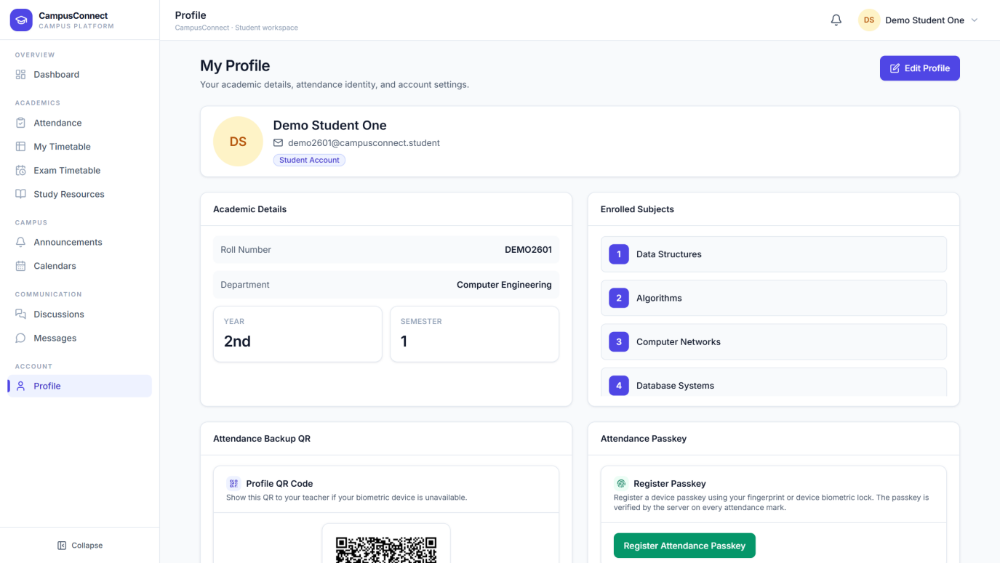 CampusConnect
CAMPUS PLATFORM
OVERVIEW
Dashboard
ACADEMICS
Attendance
My Timetable
Exam Timetable
Study Resources
CAMPUS
Announcements
Calendars
COMMUNICATION
Discussions
Messages
ACCOUNT
Profile
Collapse
Profile
CampusConnect · Student workspace
DS
Demo Student One
My Profile
Your academic details, attendance identity, and account settings.
Edit Profile
DS
Demo Student One
demo2601@campusconnect.student
Student Account
Academic Details
Roll Number DEMO2601
Department Computer Engineering
YEAR
2nd
SEMESTER
1
Enrolled Subjects
1 Data Structures
2 Algorithms
3 Computer Networks
4 Database Systems
Attendance Backup QR
Profile QR Code
Show this QR to your teacher if your biometric device is unavailable.
Attendance Passkey
Register Passkey
Register a device passkey using your fingerprint or device biometric lock. The passkey is
verified by the server on every attendance mark.
Register Attendance Passkey